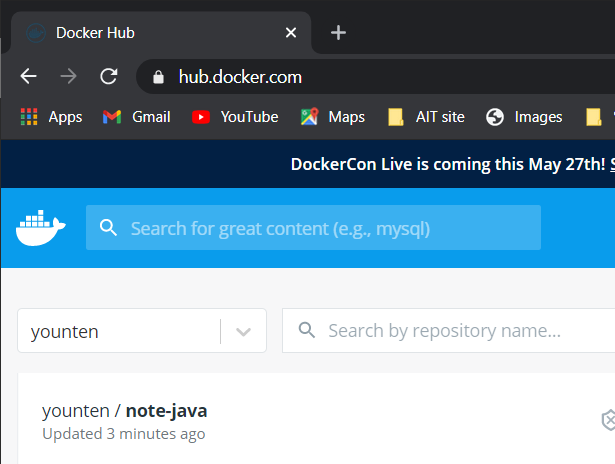 Docker Hub
hub.docker.com
Apps Gmail YouTube Maps AIT site Images
DockerCon Live is coming this May 27th!
Search for great content (e.g., mysql)
younten Search by repository name...
younten / note-java
Updated 3 minutes ago